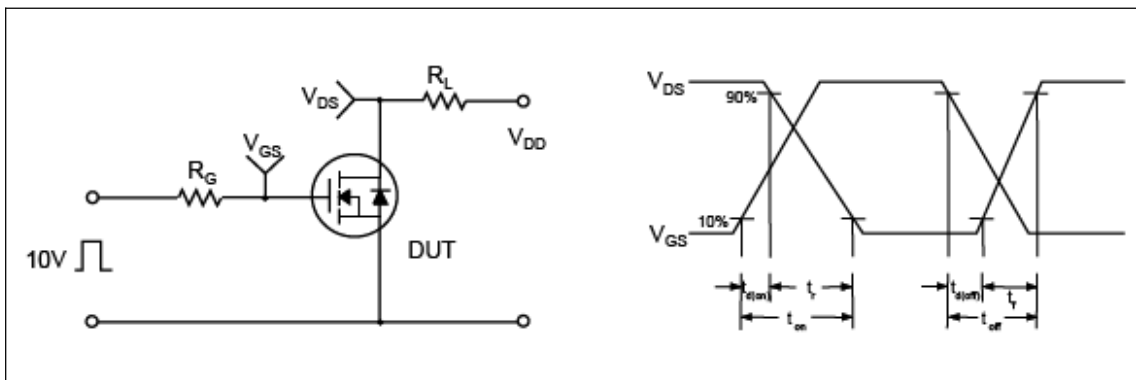 VDS
RL
VDD
VGS
RG
10V
DUT
VDS
90%
10%
VGS
td(on)
tr
ton
td(off)
tf
toff